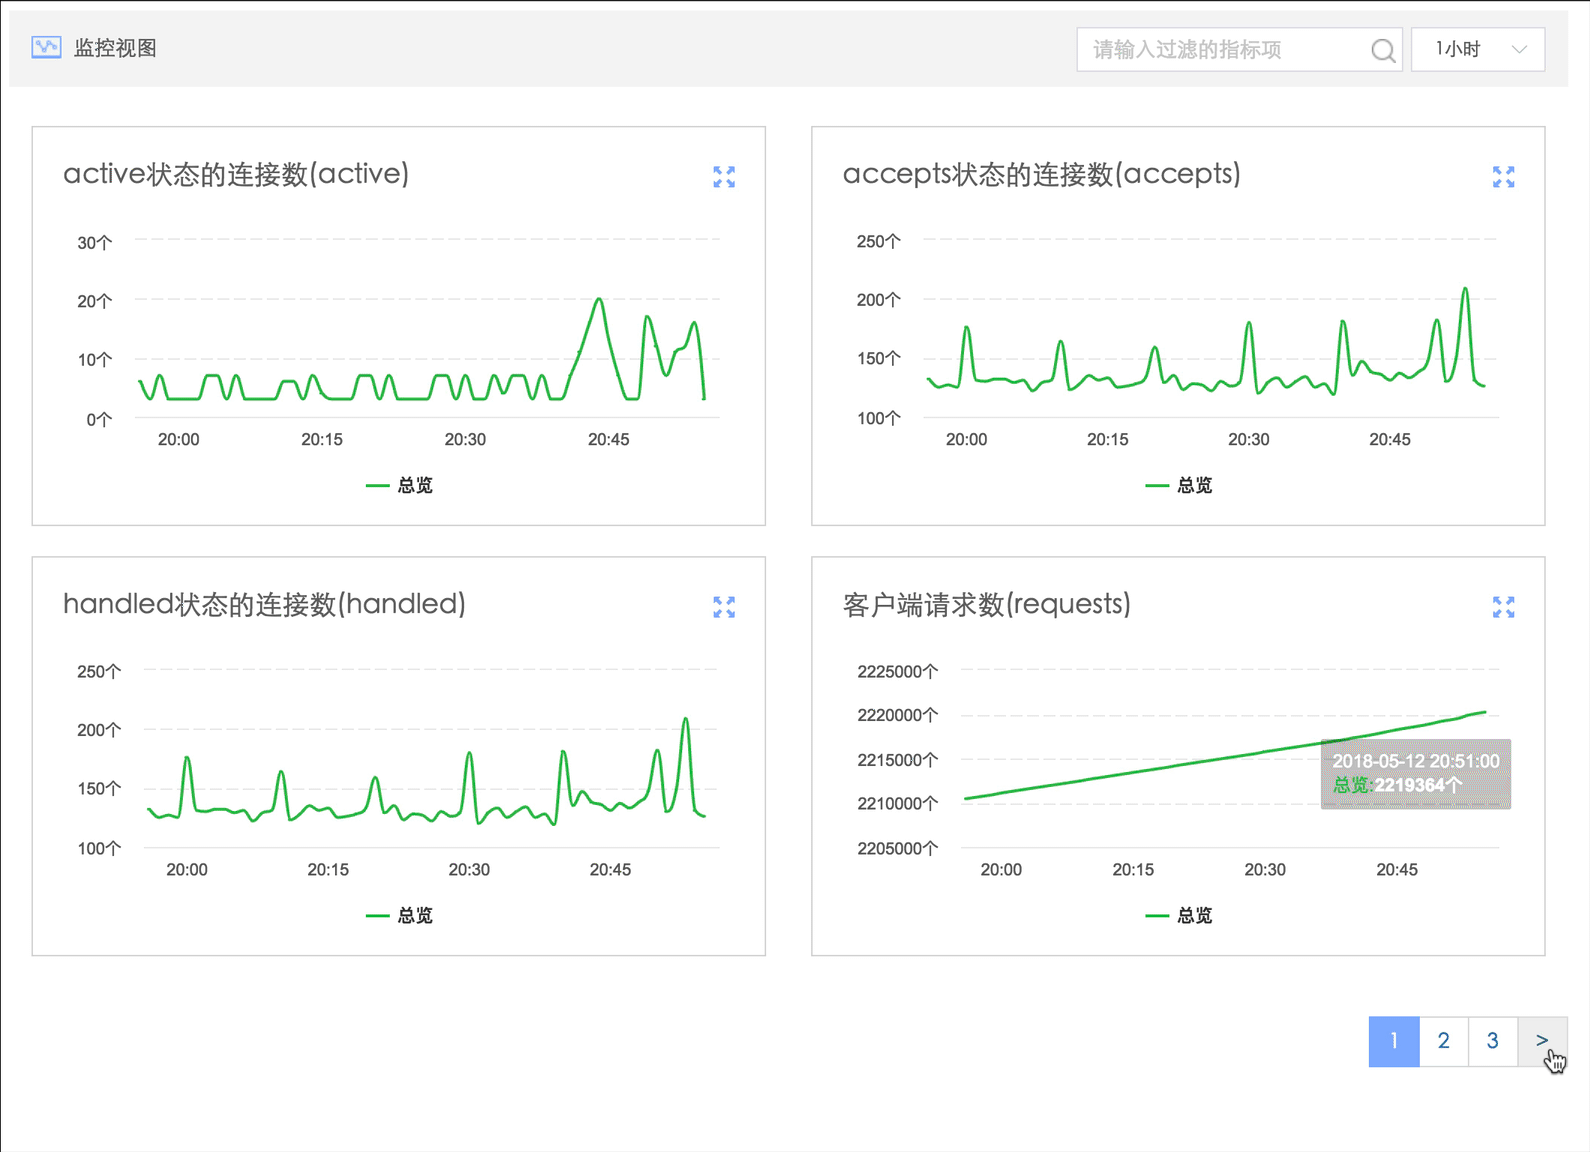 监控视图
请输入过滤的指标项
1小时
active状态的连接数(active)
30个
20个
10个
0个
20:00 20:15 20:30 20:45
总览
accepts状态的连接数(accepts)
250个
200个
150个
100个
20:00 20:15 20:30 20:45
总览
handled状态的连接数(handled)
250个
200个
150个
100个
20:00 20:15 20:30 20:45
总览
客户端请求数(requests)
2225000个
2220000个
2215000个
2210000个
2205000个
2018-05-12 20:51:00
总览:2219364个
20:00 20:15 20:30 20:45
总览
1 2 3 >